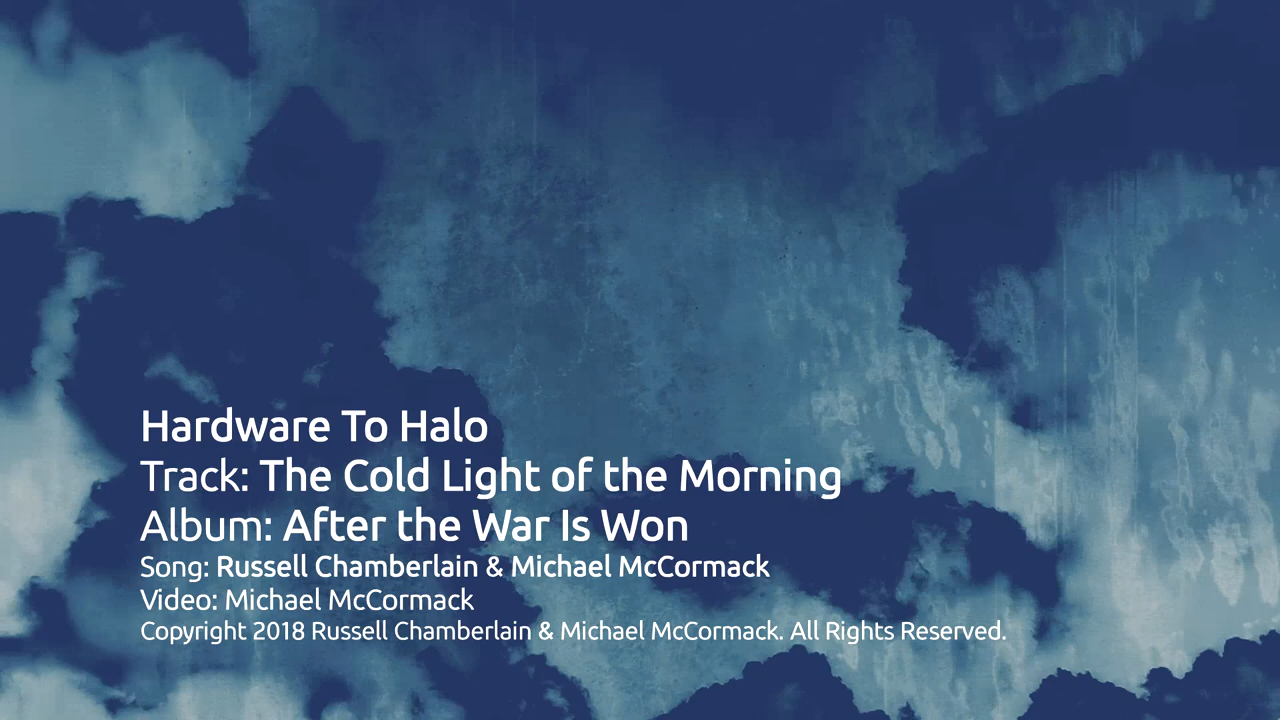 Hardware To Halo
Track: The Cold Light of the Morning
Album: After the War Is Won
Song: Russell Chamberlain & Michael McCormack
Video: Michael McCormack
Copyright 2018 Russell Chamberlain & Michael McCormack. All Rights Reserved.